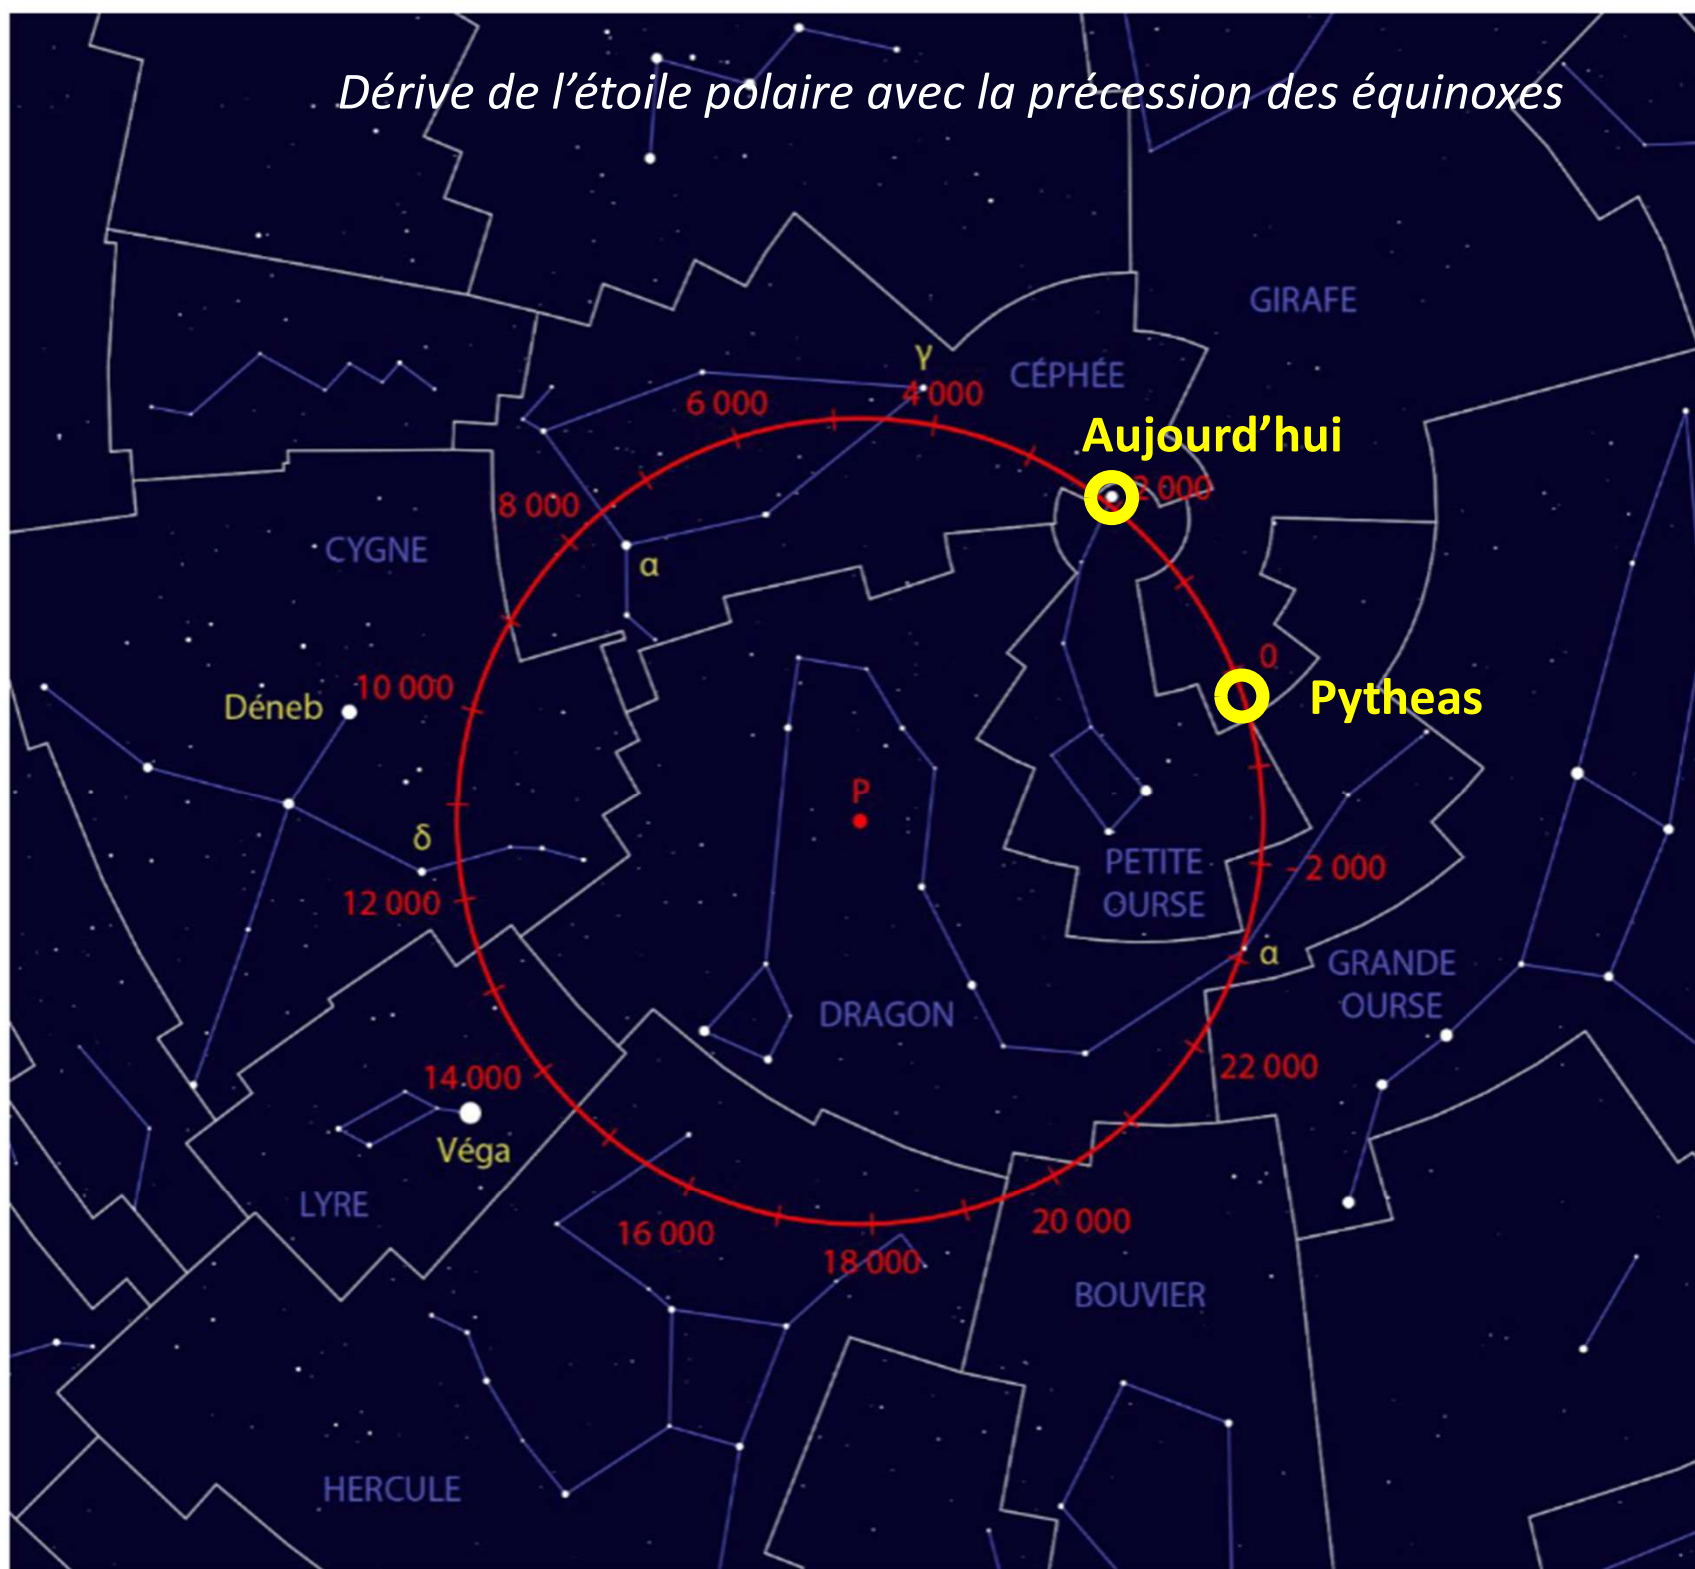 Dérive de l’étoile polaire avec la précession des équinoxes
GIRAFE
γ
CÉPHÉE
6 000
4 000
Aujourd’hui
2 000
8 000
CYGNE
α
0
10 000
Déneb
Pytheas
P
δ
PETITE
OURSE
- 2 000
12 000
α
GRANDE
OURSE
DRAGON
22 000
14 000
Véga
LYRE
16 000
20 000
18 000
BOUVIER
HERCULE